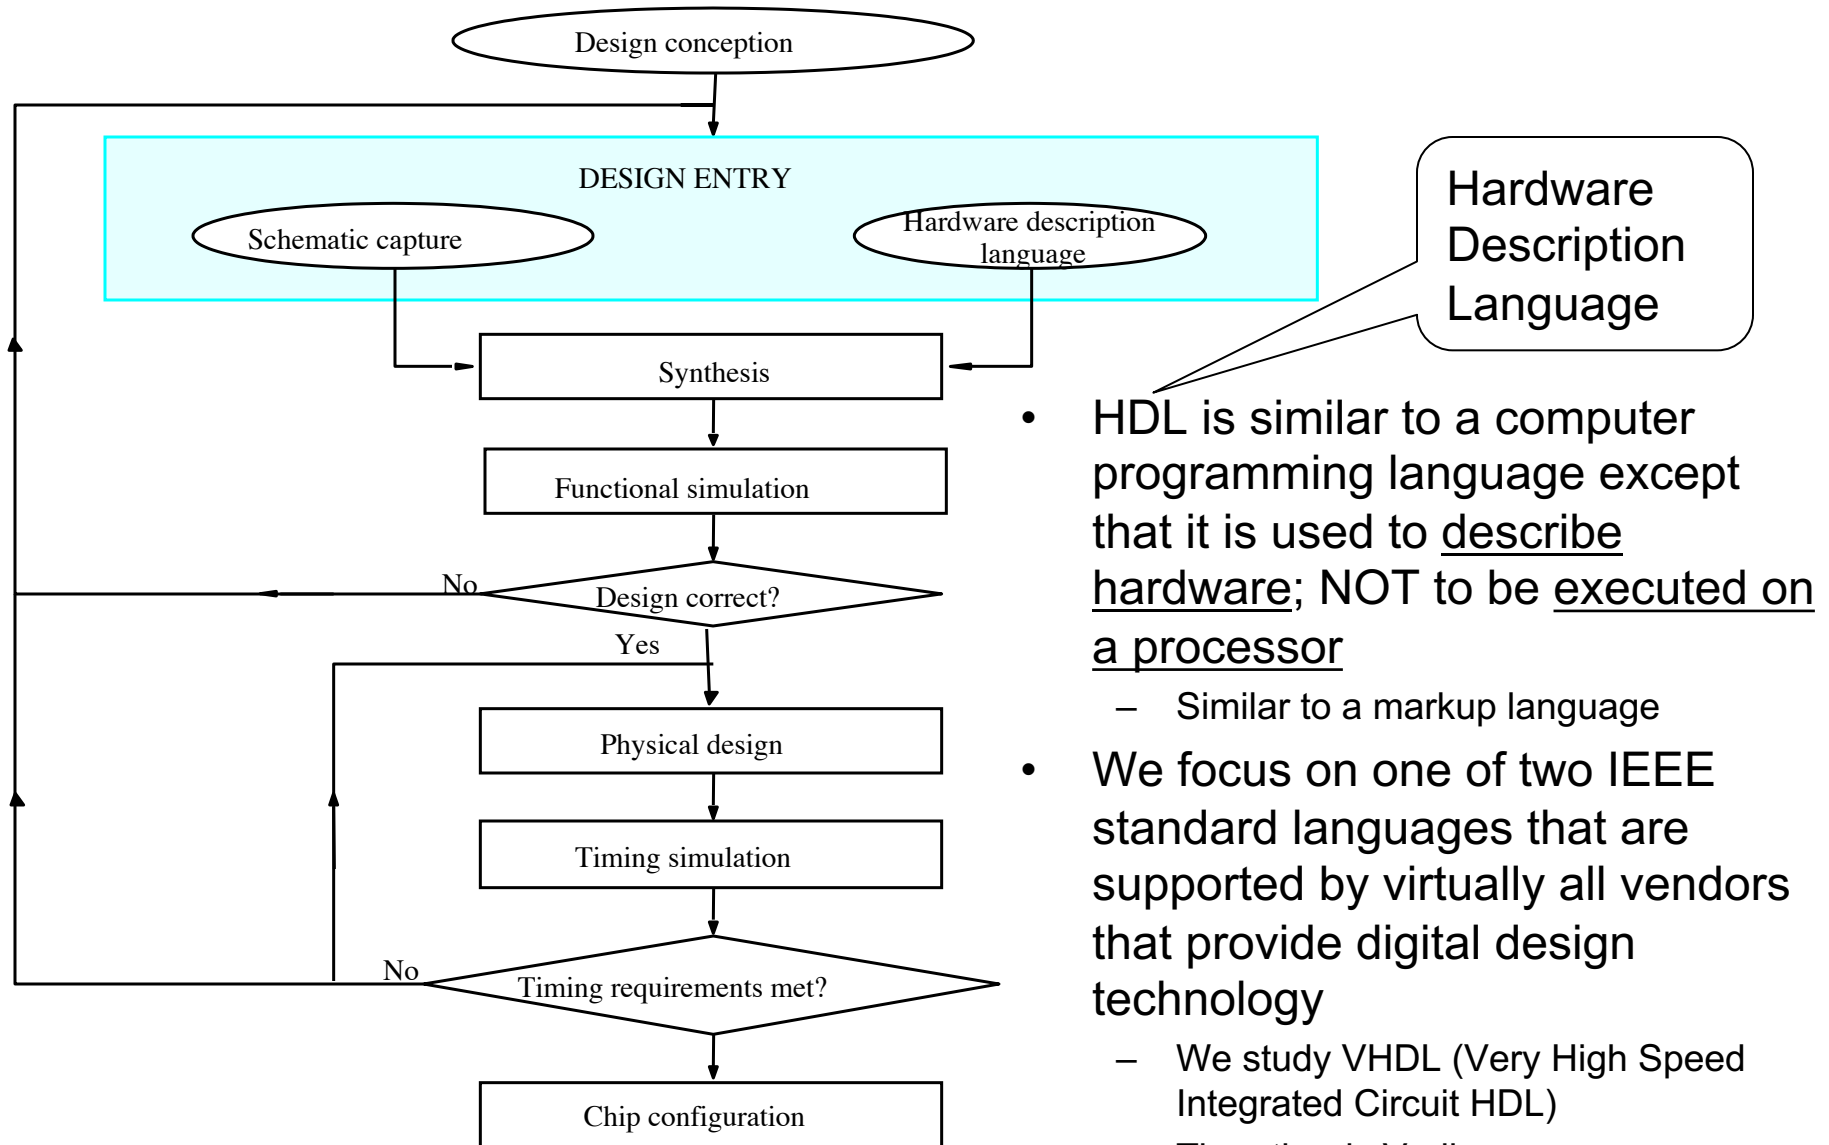 Design conception
DESIGN ENTRY
Schematic capture
Hardware description
language
Synthesis
Functional simulation
No
Design correct?
Yes
Physical design
Timing simulation
No
Timing requirements met?
Chip configuration
Hardware
Description
Language
• HDL is similar to a computer
programming language except
that it is used to describe
hardware; NOT to be executed on
a processor
– Similar to a markup language
• We focus on one of two IEEE
standard languages that are
supported by virtually all vendors
that provide digital design
technology
– We study VHDL (Very High Speed
Integrated Circuit HDL)